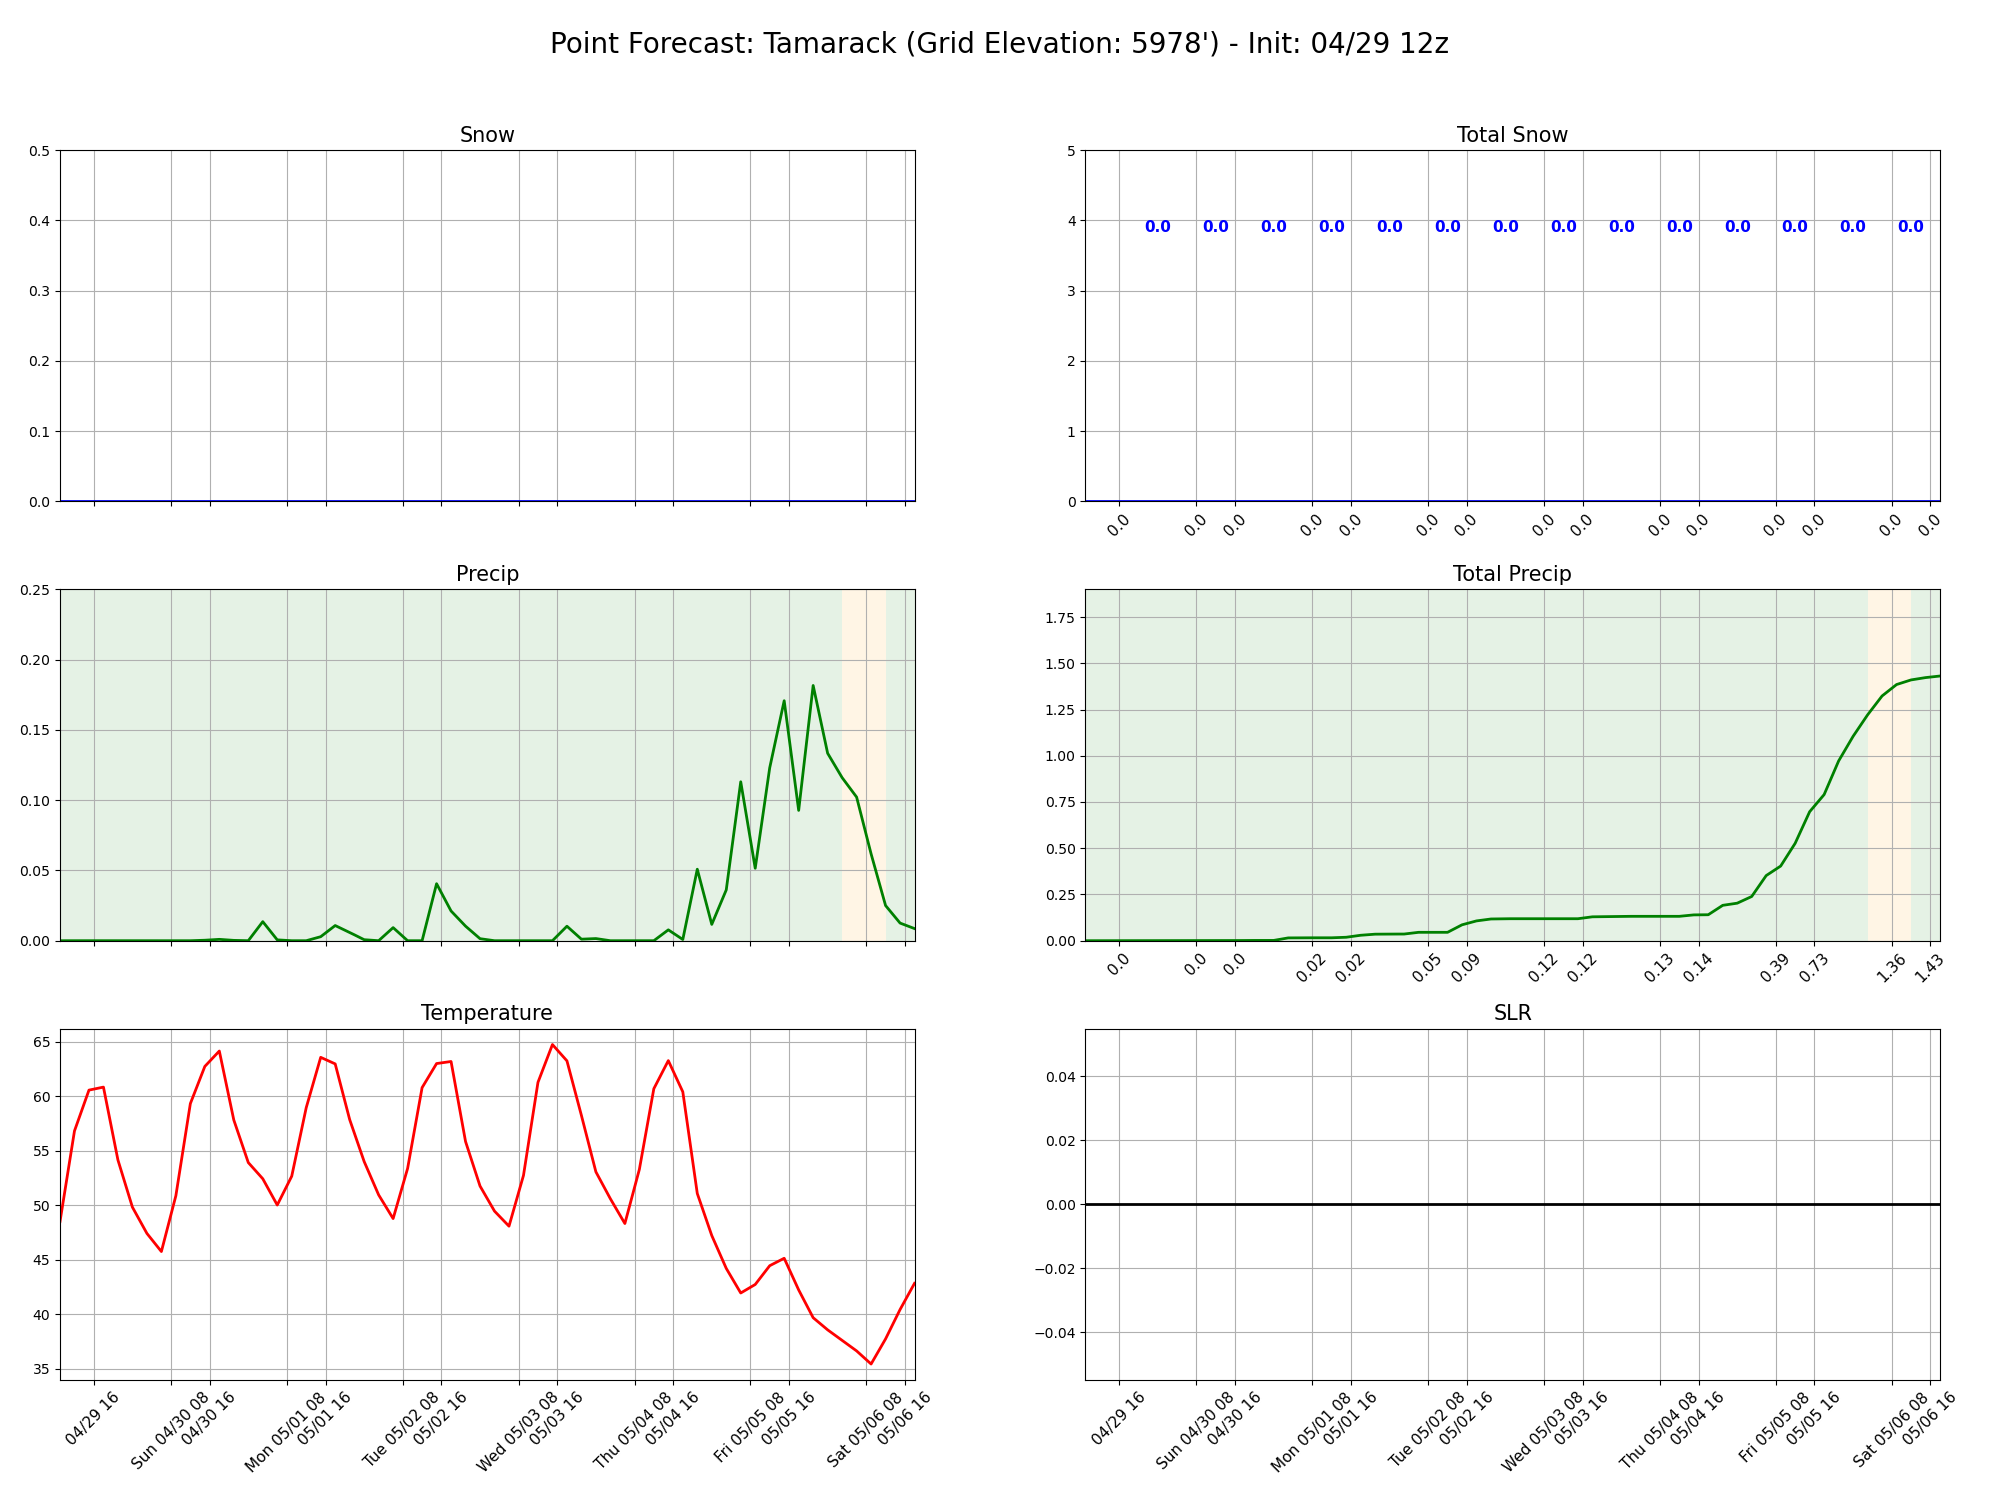 Point Forecast: Tamarack (Grid Elevation: 5978') - Init: 04/29 12z
Snow
0.5
0.4
0.3
0.2
0.1
0.0
Total Snow
5
4
3
2
1
0
0.0 0.0 0.0 0.0 0.0 0.0 0.0 0.0 0.0 0.0 0.0 0.0 0.0 0.0
0.0 0.0 0.0 0.0 0.0 0.0 0.0 0.0 0.0 0.0 0.0 0.0 0.0 0.0 0.0
Precip
0.25
0.20
0.15
0.10
0.05
0.00
Total Precip
1.75
1.50
1.25
1.00
0.75
0.50
0.25
0.00
0.0 0.0 0.0 0.02 0.02 0.05 0.09 0.12 0.12 0.13 0.14 0.39 0.73 1.36 1.43
Temperature
65
60
55
50
45
40
35
04/29 16
Sun 04/30 08
04/30 16
Mon 05/01 08
05/01 16
Tue 05/02 08
05/02 16
Wed 05/03 08
05/03 16
Thu 05/04 08
05/04 16
Fri 05/05 08
05/05 16
Sat 05/06 08
05/06 16
SLR
0.04
0.02
0.00
−0.02
−0.04
04/29 16
Sun 04/30 08
04/30 16
Mon 05/01 08
05/01 16
Tue 05/02 08
05/02 16
Wed 05/03 08
05/03 16
Thu 05/04 08
05/04 16
Fri 05/05 08
05/05 16
Sat 05/06 08
05/06 16